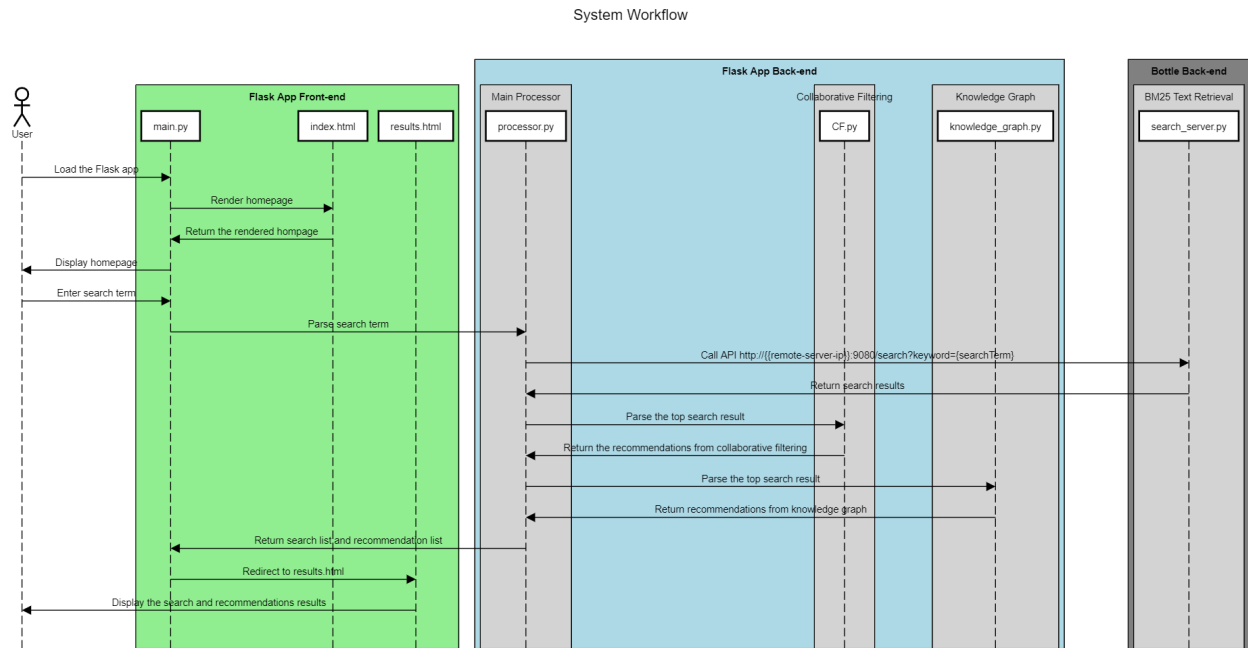 System Workflow
Flask App Front-end
Flask App Back-end
Bottle Back-end
Main Processor
Collaborative Filtering
Knowledge Graph
BM25 Text Retrieval
User
main.py
index.html
results.html
processor.py
CF.py
knowledge_graph.py
search_server.py
Load the Flask app
Render homepage
Return the rendered hompage
Display homepage
Enter search term
Parse search term
Call API http://{{remote-server-ip}}:9080/search?keyword={searchTerm}
Return search results
Parse the top search result
Return the recommendations from collaborative filtering
Parse the top search result
Return recommendations from knowledge graph
Return search list and recommendation list
Redirect to results.html
Display the search and recommendations results